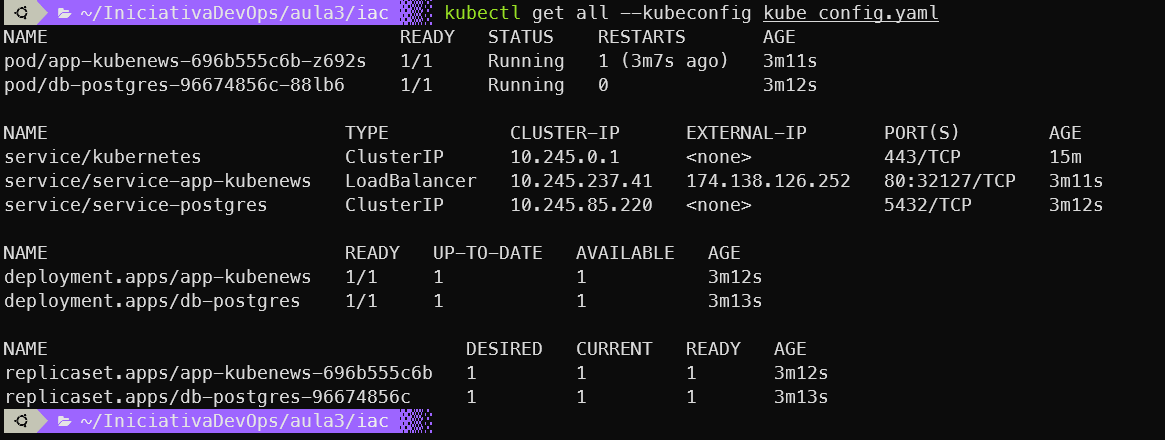 ~/IniciativaDevOps/aula3/iac kubectl get all --kubeconfig kube_config.yaml
NAME READY STATUS RESTARTS AGE
pod/app-kubenews-696b555c6b-z692s 1/1 Running 1 (3m7s ago) 3m11s
pod/db-postgres-96674856c-88lb6 1/1 Running 0 3m12s
NAME TYPE CLUSTER-IP EXTERNAL-IP PORT(S) AGE
service/kubernetes ClusterIP 10.245.0.1 <none> 443/TCP 15m
service/service-app-kubenews LoadBalancer 10.245.237.41 174.138.126.252 80:32127/TCP 3m11s
service/service-postgres ClusterIP 10.245.85.220 <none> 5432/TCP 3m12s
NAME READY UP-TO-DATE AVAILABLE AGE
deployment.apps/app-kubenews 1/1 1 1 3m12s
deployment.apps/db-postgres 1/1 1 1 3m13s
NAME DESIRED CURRENT READY AGE
replicaset.apps/app-kubenews-696b555c6b 1 1 1 3m12s
replicaset.apps/db-postgres-96674856c 1 1 1 3m13s
~/IniciativaDevOps/aula3/iac